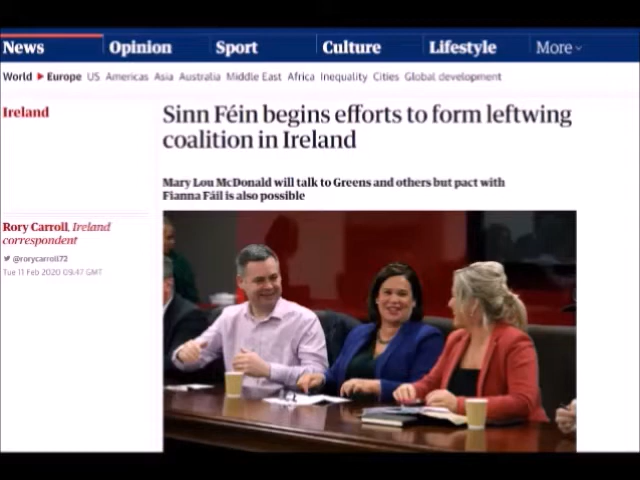 News Opinion Sport Culture Lifestyle More
World Europe US Americas Asia Australia Middle East Africa Inequality Cities Global development
Ireland
Sinn Féin begins efforts to form leftwing
coalition in Ireland
Mary Lou McDonald will talk to Greens and others but pact with
Fianna Fáil is also possible
Rory Carroll, Ireland
correspondent
@rorycarroll72
Tue 11 Feb 2020 09.47 GMT